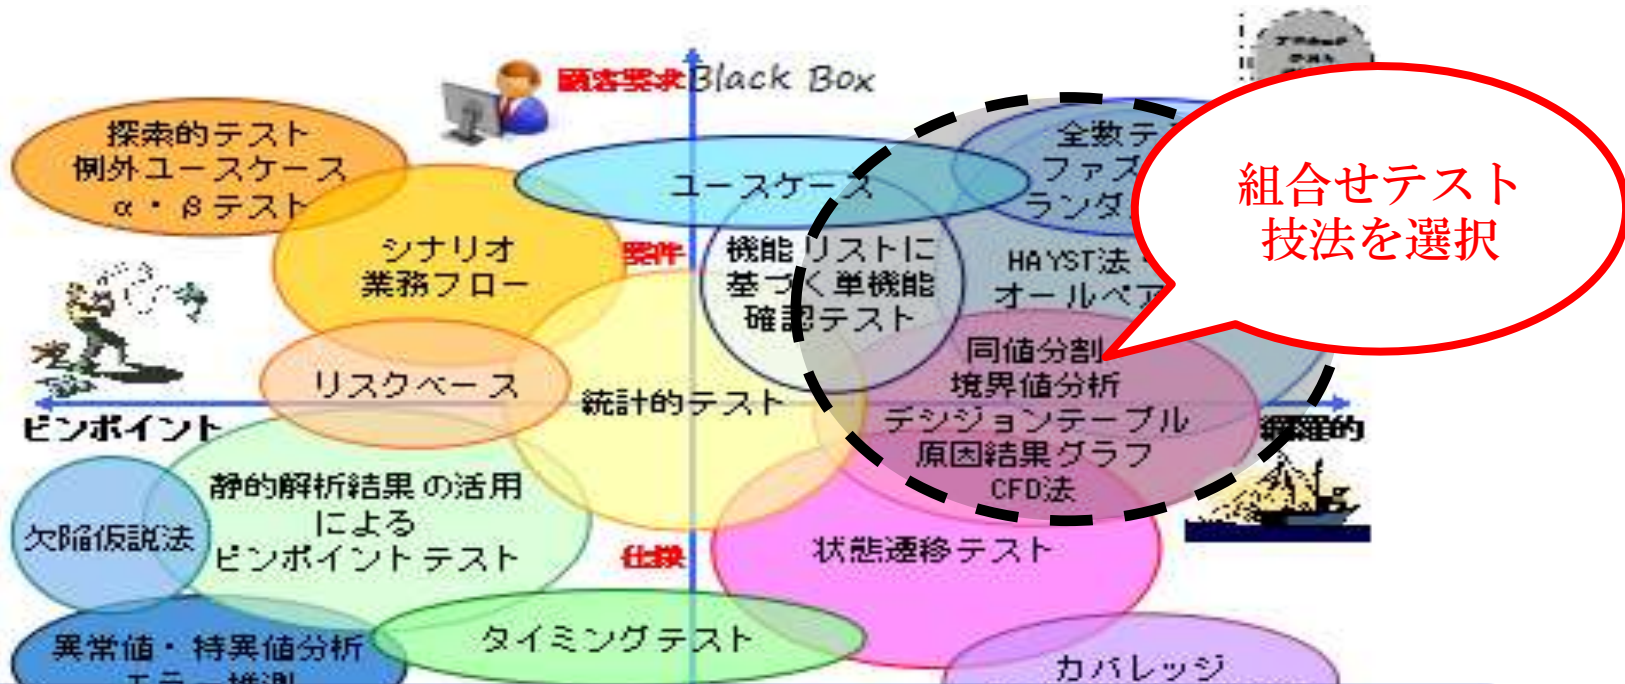 顧客要求
Black Box
探索的テスト
例外ユースケース
α・βテスト
ユースケース
全数テ
ファズ
ランダ
組合せテスト
技法を選択
シナリオ
業務フロー
要件
機能リストに
基づく単機能
確認テスト
HAYST法・
オールペア
リスクベース
統計的テスト
同値分割
境界値分析
デシジョンテーブル
原因結果グラフ
CFD法
ピンポイント
網羅的
静的解析結果の活用
による
ピンポイントテスト
欠陥仮説法
仕様
状態遷移テスト
タイミングテスト
異常値・特異値分析
エラー推測
カバレッジ